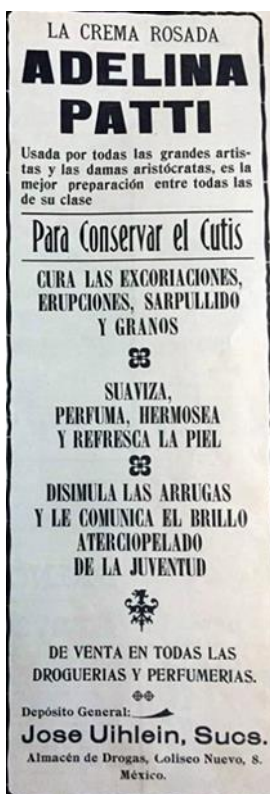 LA CREMA ROSADA
ADELINA
PATTI
Usada por todas las grandes artis-
tas y las damas aristócratas, es la
mejor preparación entre todas las
de su clase
Para Conservar el Cutis
CURA LAS EXCORIACIONES,
ERUPCIONES, SARPULLIDO
Y GRANOS
SUAVIZA,
PERFUMA, HERMOSEA
Y REFRESCA LA PIEL
DISIMULA LAS ARRUGAS
Y LE COMUNICA EL BRILLO
ATERCIOPELADO
DE LA JUVENTUD
DE VENTA EN TODAS LAS
DROGUERIAS Y PERFUMERIAS.
Depósito General:
Jose Uihlein, Sucs.
Almacén de Drogas, Coliseo Nuevo, 8.
México.